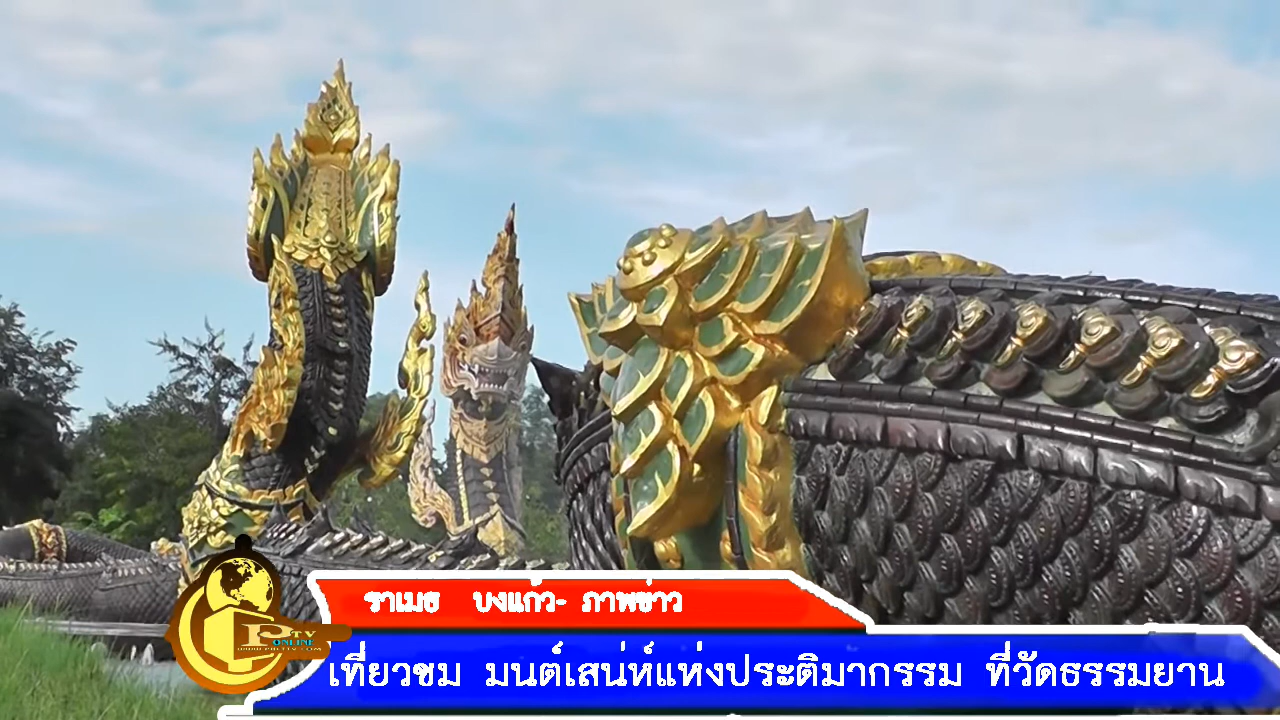 ราเมธ บงแก้ว- ภาพข่าว
PTV
ONLINE
เที่ยวชม มนต์เสน่ห์แห่งประติมากรรม ที่วัดธรรมยาน